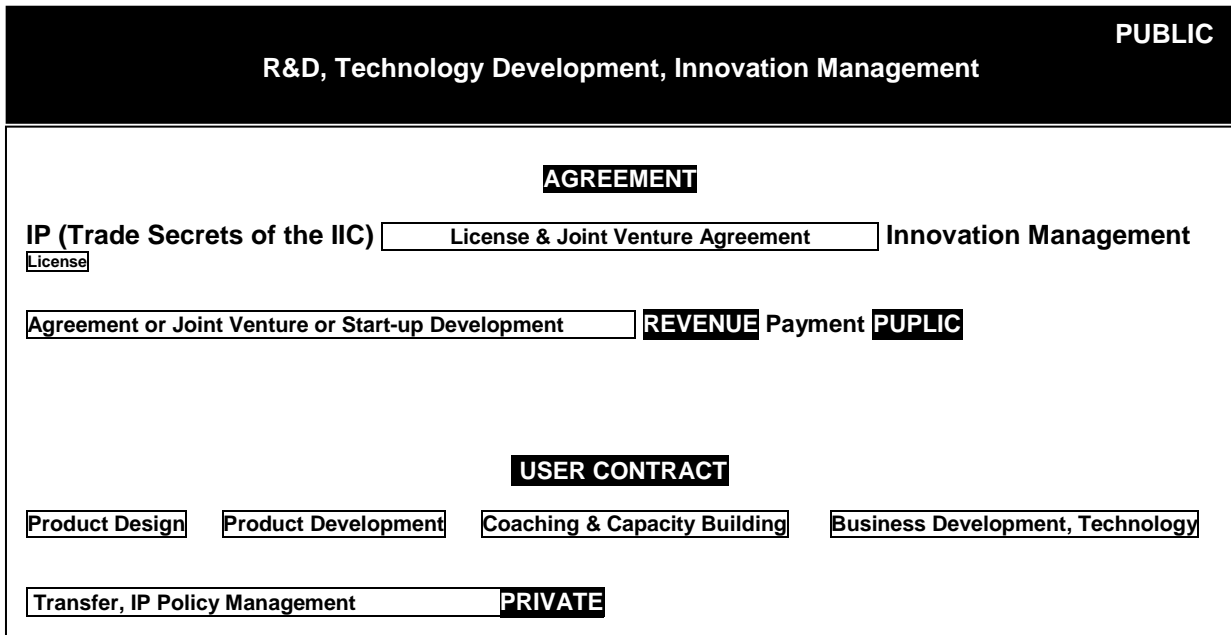 PUBLIC
R&D, Technology Development, Innovation Management
AGREEMENT
IP (Trade Secrets of the IIC) License & Joint Venture Agreement Innovation Management
License
Agreement or Joint Venture or Start-up Development REVENUE Payment PUPLIC
USER CONTRACT
Product Design Product Development Coaching & Capacity Building Business Development, Technology
Transfer, IP Policy Management PRIVATE